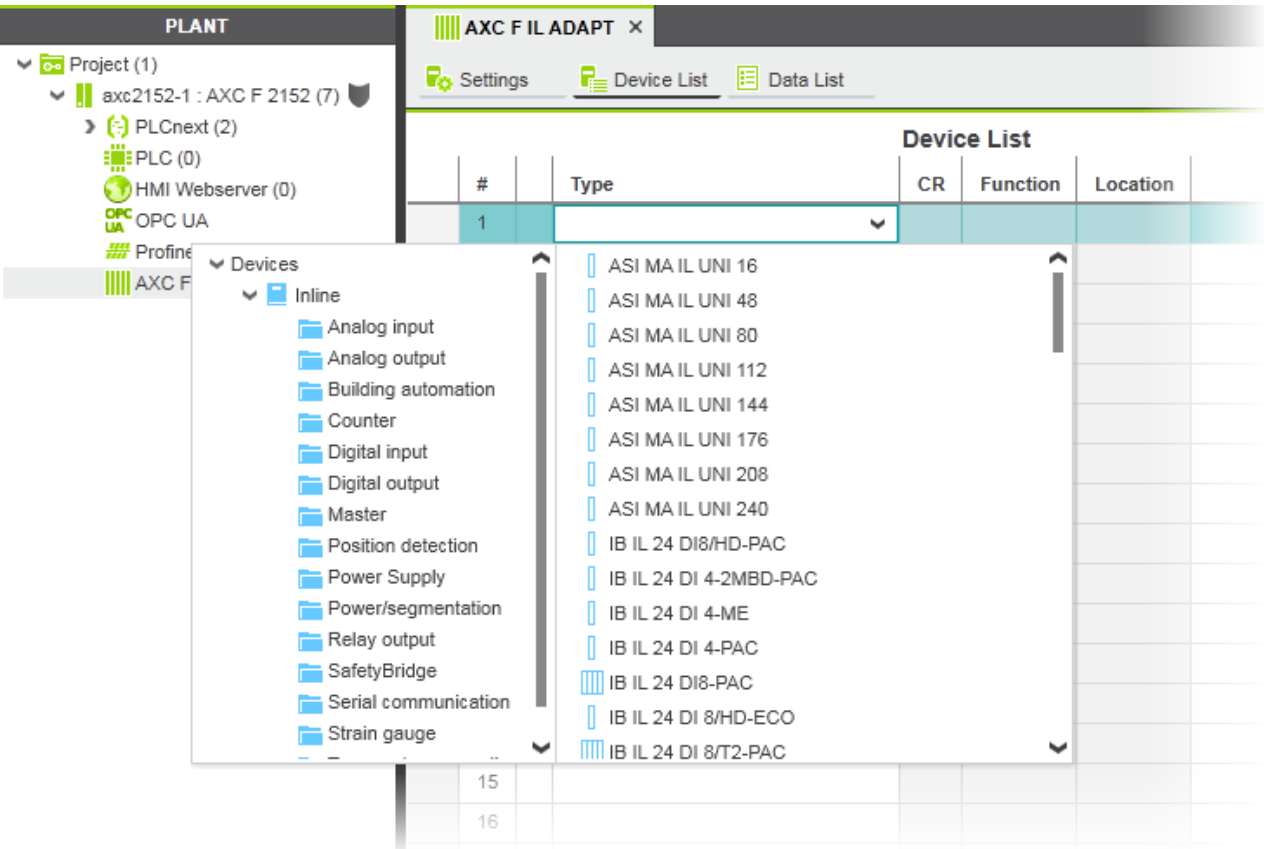 PLANT
Project (1)
axc2152-1 : AXC F 2152 (7)
PLCnext (2)
PLC (0)
HMI Webserver (0)
OPC UA OPC UA
Profine
AXC F
AXC F IL ADAPT ×
Settings Device List Data List
Device List
# Type CR Function Location
1
Devices
Inline
Analog input
Analog output
Building automation
Counter
Digital input
Digital output
Master
Position detection
Power Supply
Power/segmentation
Relay output
SafetyBridge
Serial communication
Strain gauge
ASI MA IL UNI 16
ASI MA IL UNI 48
ASI MA IL UNI 80
ASI MA IL UNI 112
ASI MA IL UNI 144
ASI MA IL UNI 176
ASI MA IL UNI 208
ASI MA IL UNI 240
IB IL 24 DI8/HD-PAC
IB IL 24 DI 4-2MBD-PAC
IB IL 24 DI 4-ME
IB IL 24 DI 4-PAC
IB IL 24 DI8-PAC
IB IL 24 DI 8/HD-ECO
IB IL 24 DI 8/T2-PAC
15
16